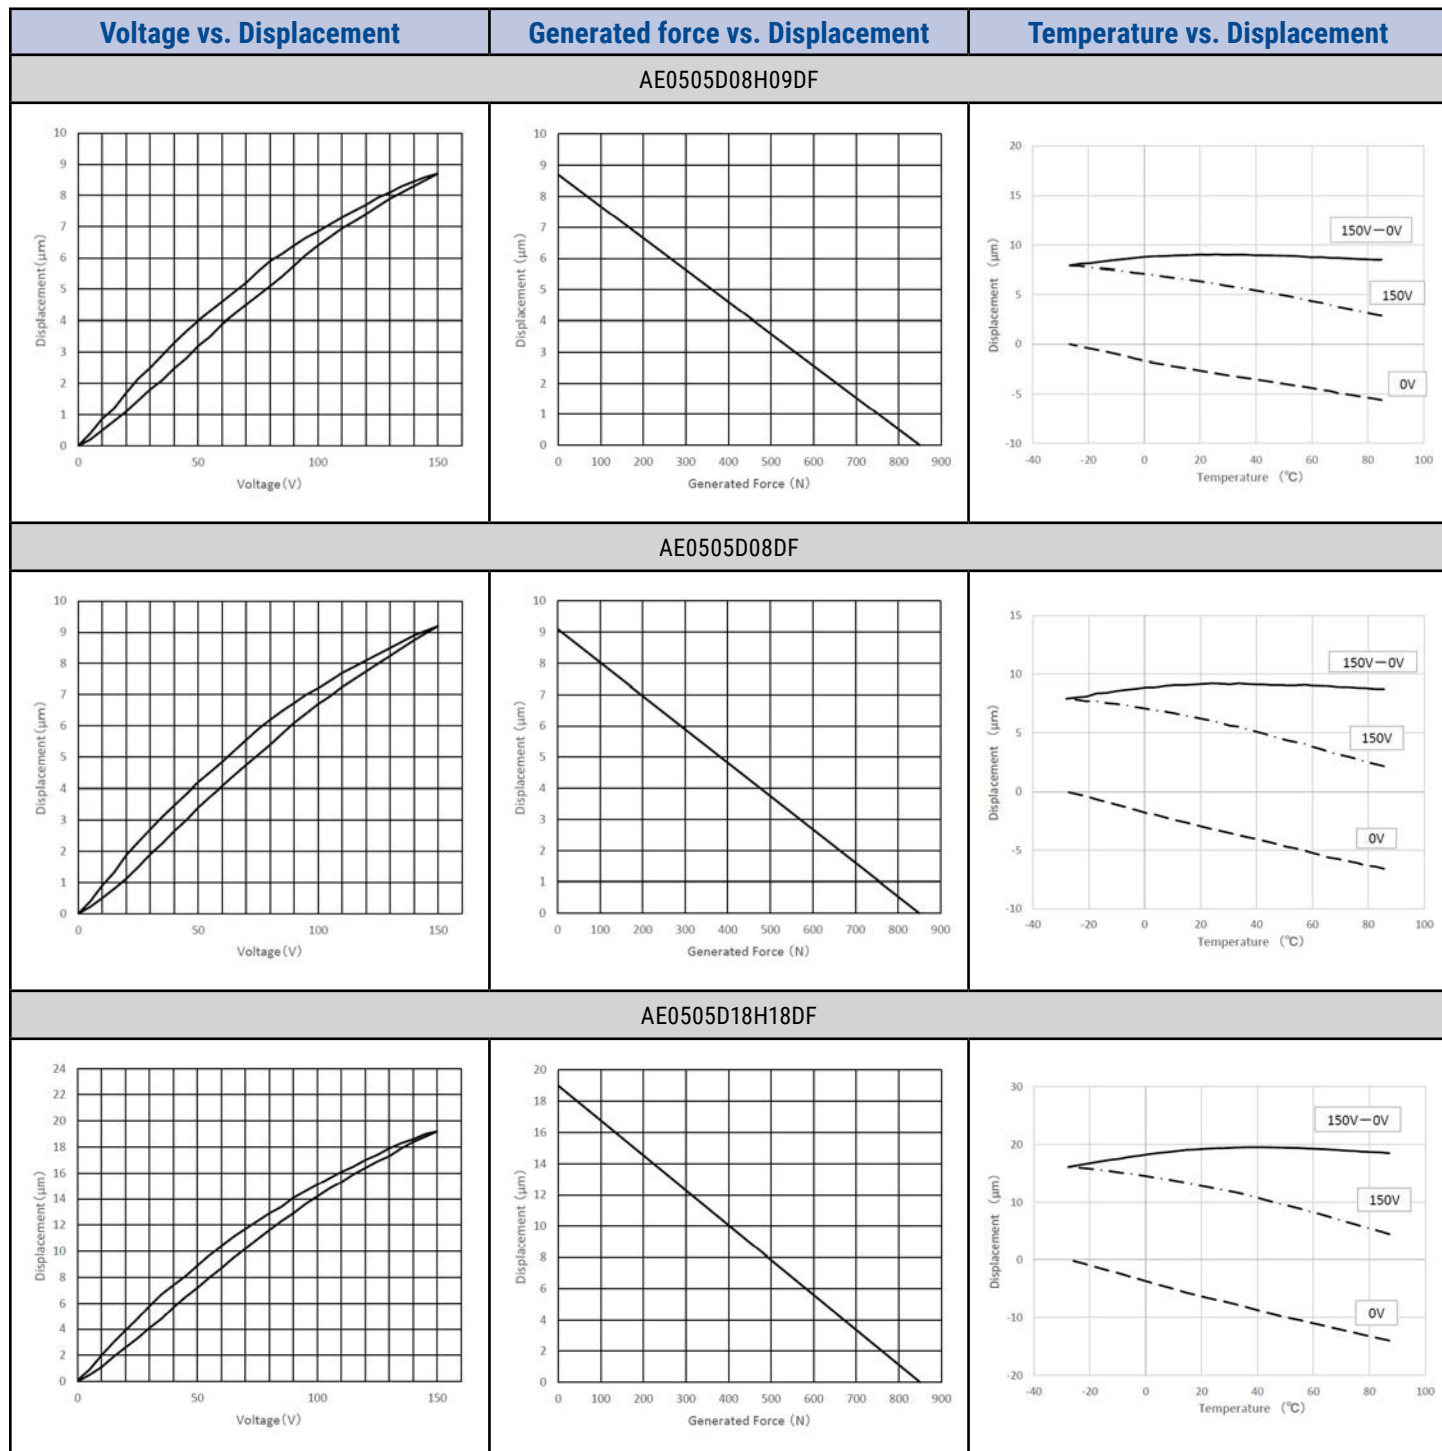 Voltage vs. Displacement
Generated force vs. Displacement
Temperature vs. Displacement
AE0505D08H09DF
10
9
8
7
6
5
4
3
2
1
0
Displacement(μm)
0 50 100 150
Voltage(V)
10
9
8
7
6
5
4
3
2
1
0
Displacement (μm)
0 100 200 300 400 500 600 700 800 900
Generated Force (N)
20
15
10
5
0
-5
-10
Displacement (μm)
150V−0V
150V
0V
-40 -20 0 20 40 60 80 100
Temperature (℃)
AE0505D08DF
10
9
8
7
6
5
4
3
2
1
0
Displacement(μm)
0 50 100 150
Voltage(V)
10
9
8
7
6
5
4
3
2
1
0
Displacement (μm)
0 100 200 300 400 500 600 700 800 900
Generated Force (N)
15
10
5
0
-5
-10
Displacement (μm)
150V−0V
150V
0V
-40 -20 0 20 40 60 80 100
Temperature (℃)
AE0505D18H18DF
24
22
20
18
16
14
12
10
8
6
4
2
0
Displacement(μm)
0 50 100 150
Voltage(V)
20
18
16
14
12
10
8
6
4
2
0
Displacement (μm)
0 100 200 300 400 500 600 700 800 900
Generated Force (N)
30
20
10
0
-10
-20
Displacement (μm)
150V−0V
150V
0V
-40 -20 0 20 40 60 80 100
Temperature (℃)